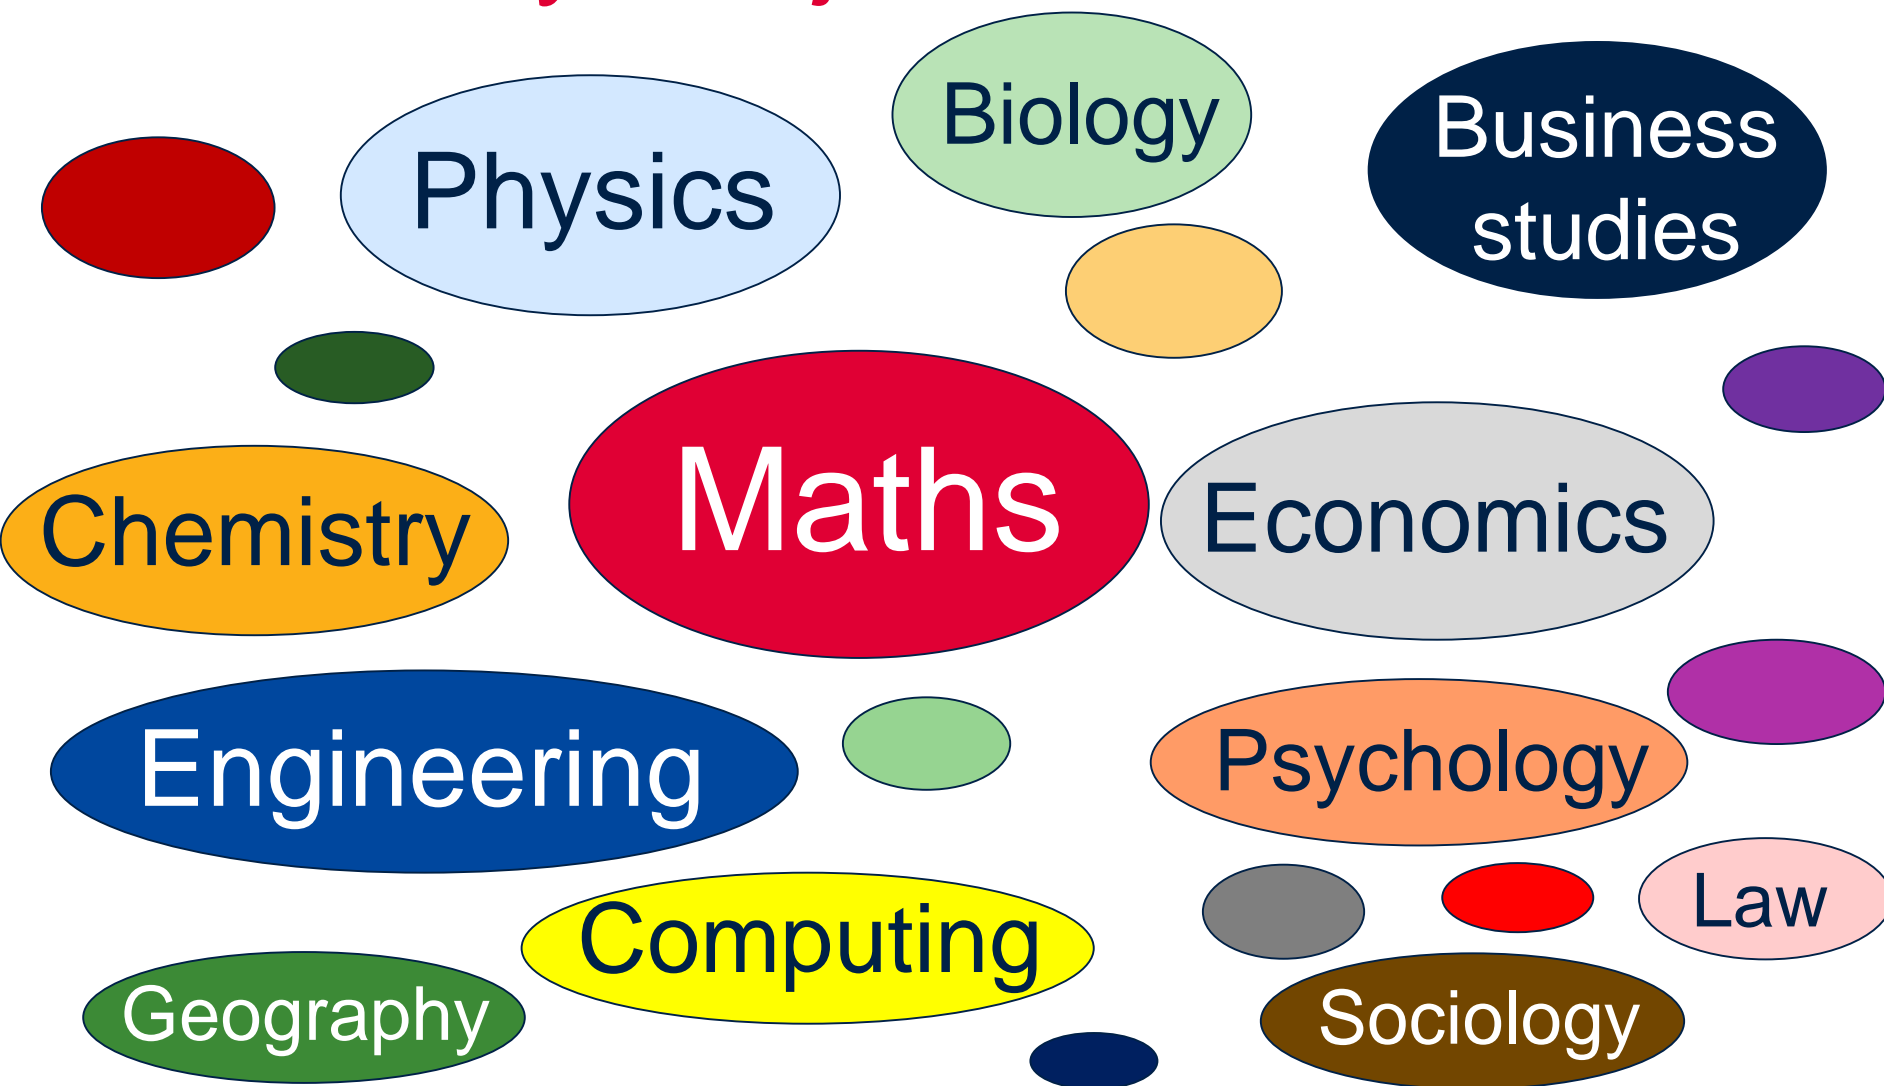 Biology
Business
studies
Physics
Maths
Economics
Chemistry
Engineering
Psychology
Law
Computing
Geography
Sociology